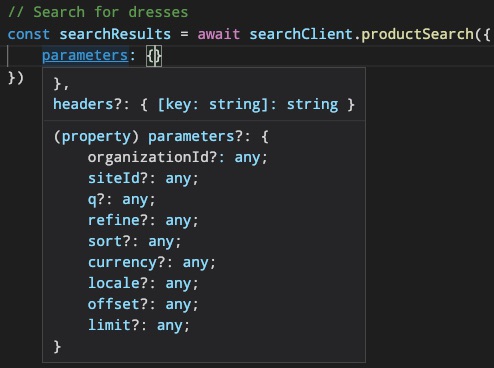 // Search for dresses
const searchResults = await searchClient.productSearch({
    parameters: {}
})
},
headers?: { [key: string]: string }
(property) parameters?: {
    organizationId?: any;
    siteId?: any;
    q?: any;
    refine?: any;
    sort?: any;
    currency?: any;
    locale?: any;
    offset?: any;
    limit?: any;
}